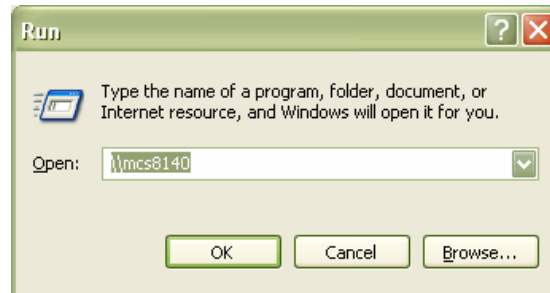 Run
Type the name of a program, folder, document, or
Internet resource, and Windows will open it for you.
Open:
\\mcs8140
OK
Cancel
Browse...